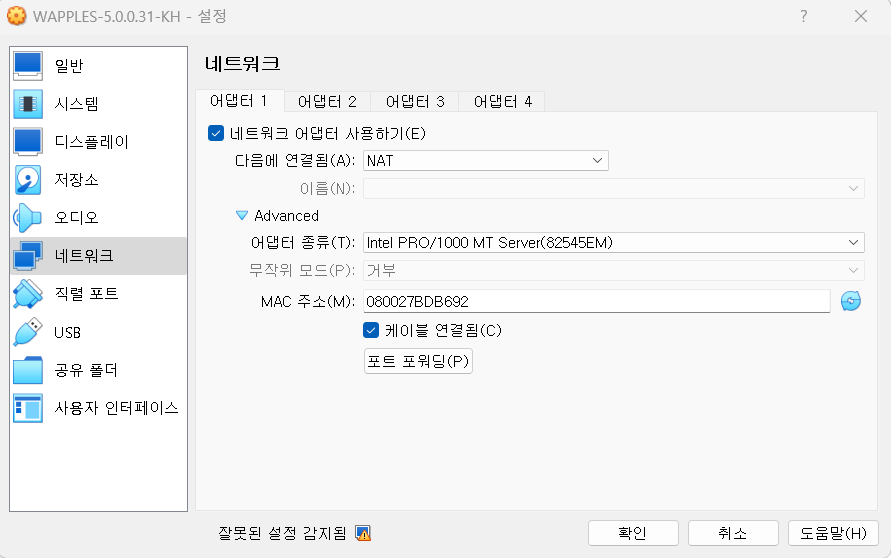 WAPPLES-5.0.0.31-KH - 설정
?
일반
시스템
디스플레이
저장소
오디오
네트워크
직렬 포트
USB
공유 폴더
사용자 인터페이스
네트워크
어댑터 1 어댑터 2 어댑터 3 어댑터 4
네트워크 어댑터 사용하기(E)
다음에 연결됨(A): NAT
이름(N):
Advanced
어댑터 종류(T): Intel PRO/1000 MT Server(82545EM)
무작위 모드(P): 거부
MAC 주소(M): 080027BDB692
케이블 연결됨(C)
포트 포워딩(P)
잘못된 설정 감지됨
확인 취소 도움말(H)